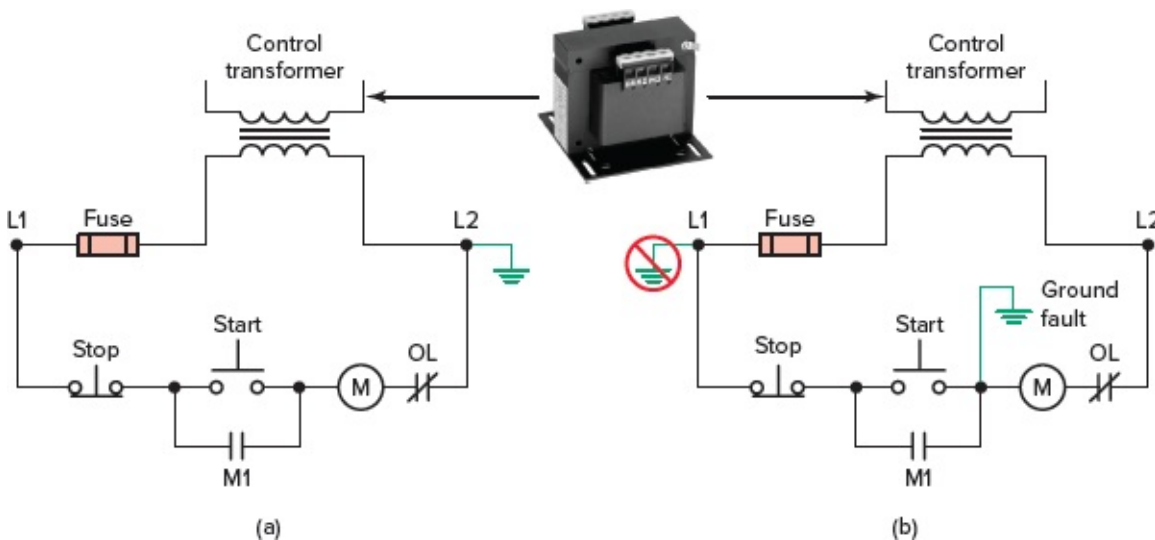 Control
transformer
Control
transformer
L1
Fuse
L2
L1
Fuse
L2
Stop
Start
M
OL
M1
Stop
Start
Ground
fault
M
OL
M1
(a)
(b)